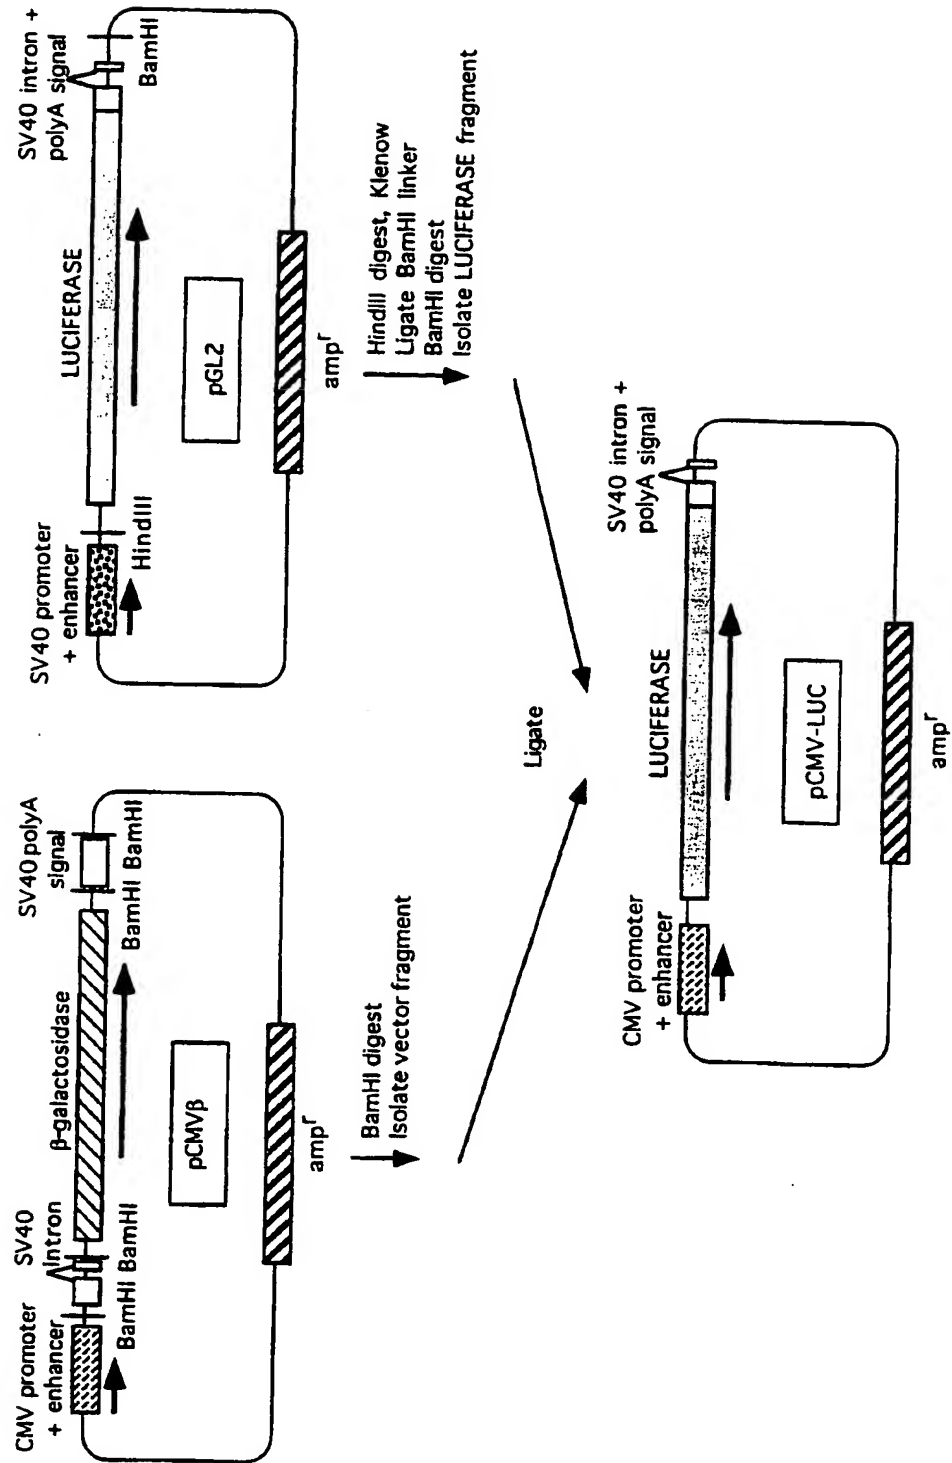 CMV promoter
+ enhancer
SV40
Intron
β-galactosidase
SV40 polyA
signal
BamHI BamHI
BamHI BamHI
pCMVβ
amp^r
BamHI digest
Isolate vector fragment
SV40 promoter
+ enhancer
LUCIFERASE
SV40 intron +
polyA signal
HindIII
BamHI
pGL2
amp^r
HindIII digest, Klenow
Ligate BamHI linker
BamHI digest
Isolate LUCIFERASE fragment
Ligate
CMV promoter
+ enhancer
LUCIFERASE
SV40 intron +
polyA signal
pCMV-LUC
amp^r